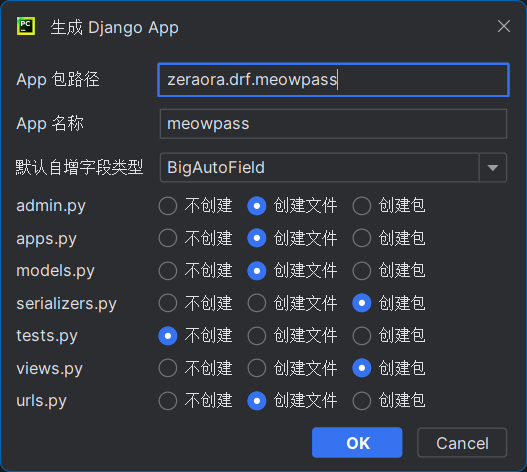 PC
生成 Django App
App 包路径 zeraora.drf.meowpass
App 名称 meowpass
默认自增字段类型 BigAutoField
admin.py 不创建 创建文件 创建包
apps.py 不创建 创建文件 创建包
models.py 不创建 创建文件 创建包
serializers.py 不创建 创建文件 创建包
tests.py 不创建 创建文件 创建包
views.py 不创建 创建文件 创建包
urls.py 不创建 创建文件 创建包
OK Cancel